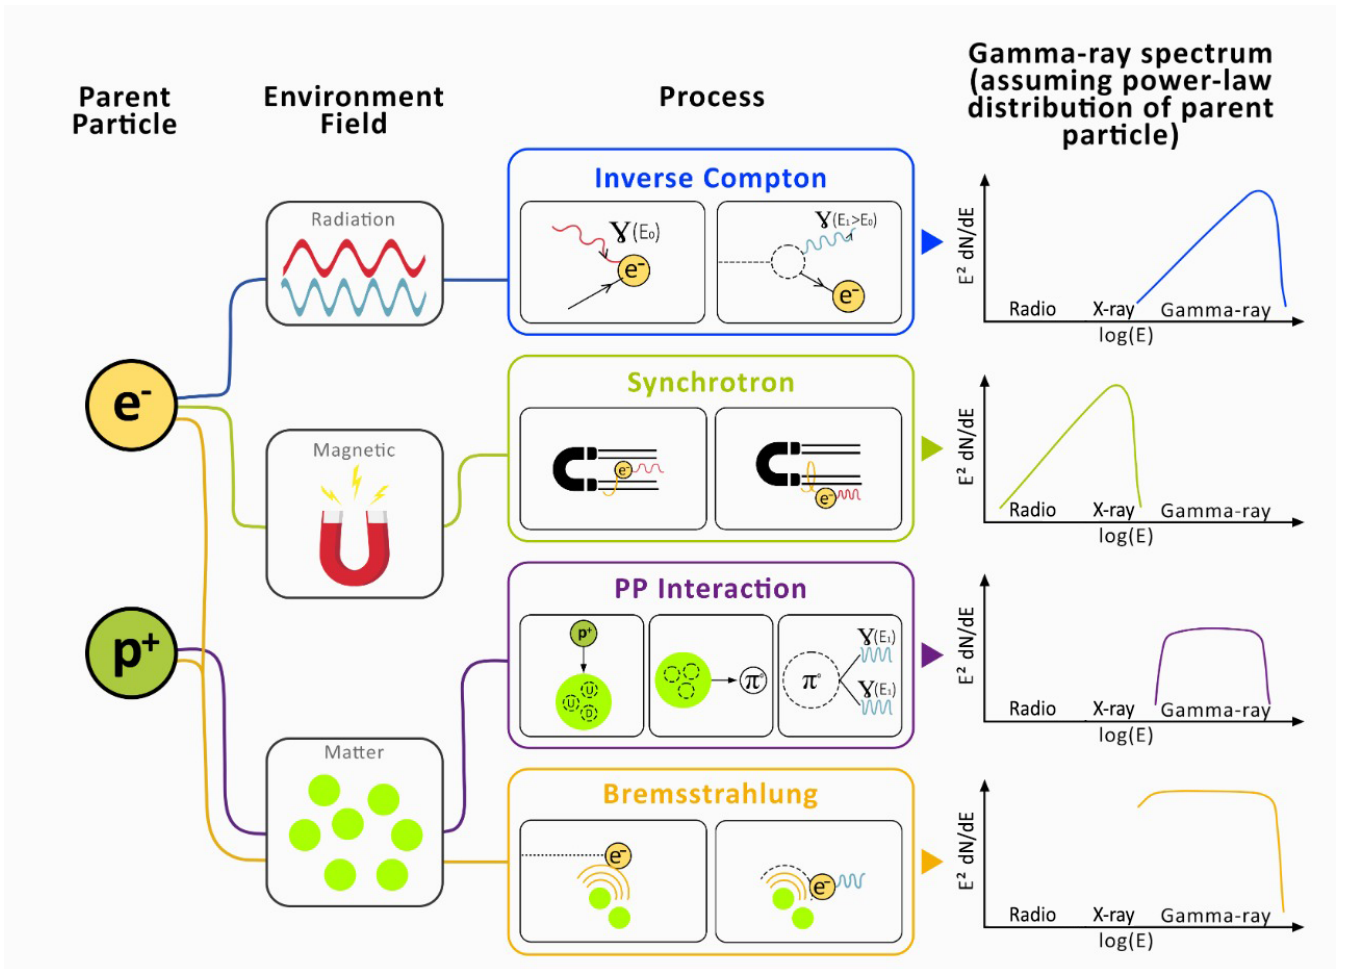 Parent
Particle
Environment
Field
Process
Gamma-ray spectrum
(assuming power-law
distribution of parent
particle)
e-
p+
Radiation
Magnetic
Matter
Inverse Compton
γ(E₀)
e-
γ(E₁>E₀)
e-
E² dN/dE
Radio X-ray Gamma-ray
log(E)
Synchrotron
e-
e-
E² dN/dE
Radio X-ray Gamma-ray
log(E)
PP Interaction
p+
U
U
D
π°
π°
γ(E₁)
γ(E₁)
E² dN/dE
Radio X-ray Gamma-ray
log(E)
Bremsstrahlung
e-
e-
E² dN/dE
Radio X-ray Gamma-ray
log(E)